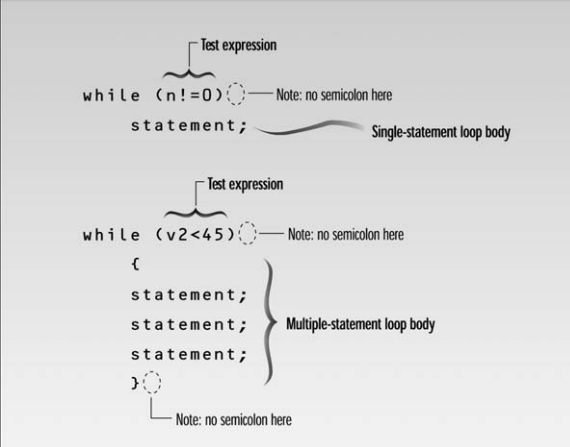 Test expression
while (n!=0) Note: no semicolon here
statement; Single-statement loop body
Test expression
while (v2<45) Note: no semicolon here
{
statement;
statement; Multiple-statement loop body
statement;
}
Note: no semicolon here